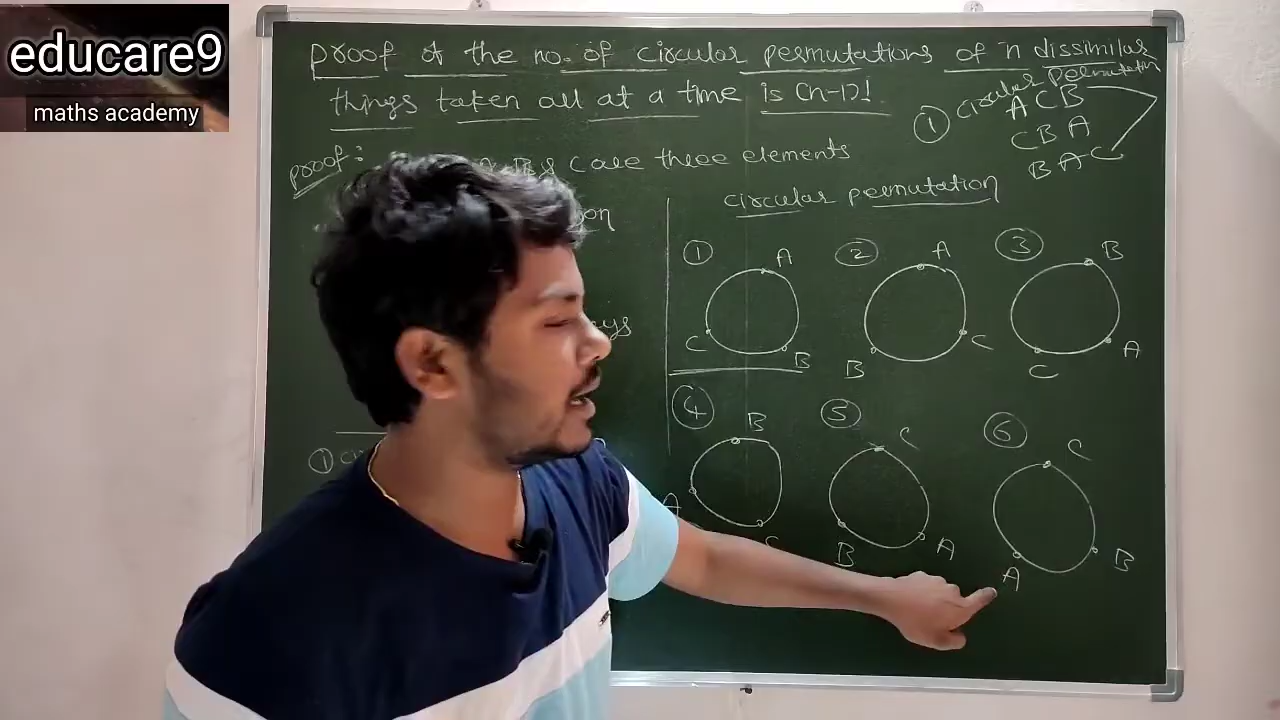 educare9
maths academy
Proof of the no. of circular permutations of 'n' dissimilar
things taken all at a time is (n-1)!
① circular permutation
A C B
C B A
B A C
Proof:
A, B & C are three elements
circular permutation
①
A
B
C
②
A
C
B
③
B
A
C
④
B
A
⑤
C
A
B
⑥
C
B
A
①